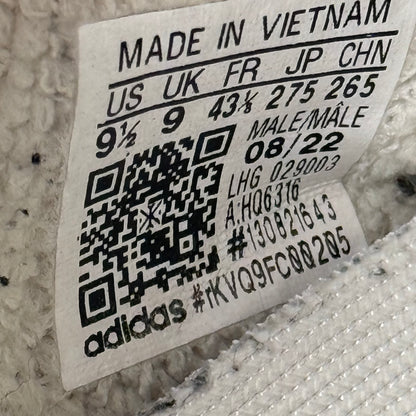 MADE IN VIETNAM
US UK FR JP CHN
9½ 9 43⅓ 275 265
MALE/MÂLE
08/22
LHG 029003
A:HQ6316
#130821643
#rKVQ9FC00205
adidas